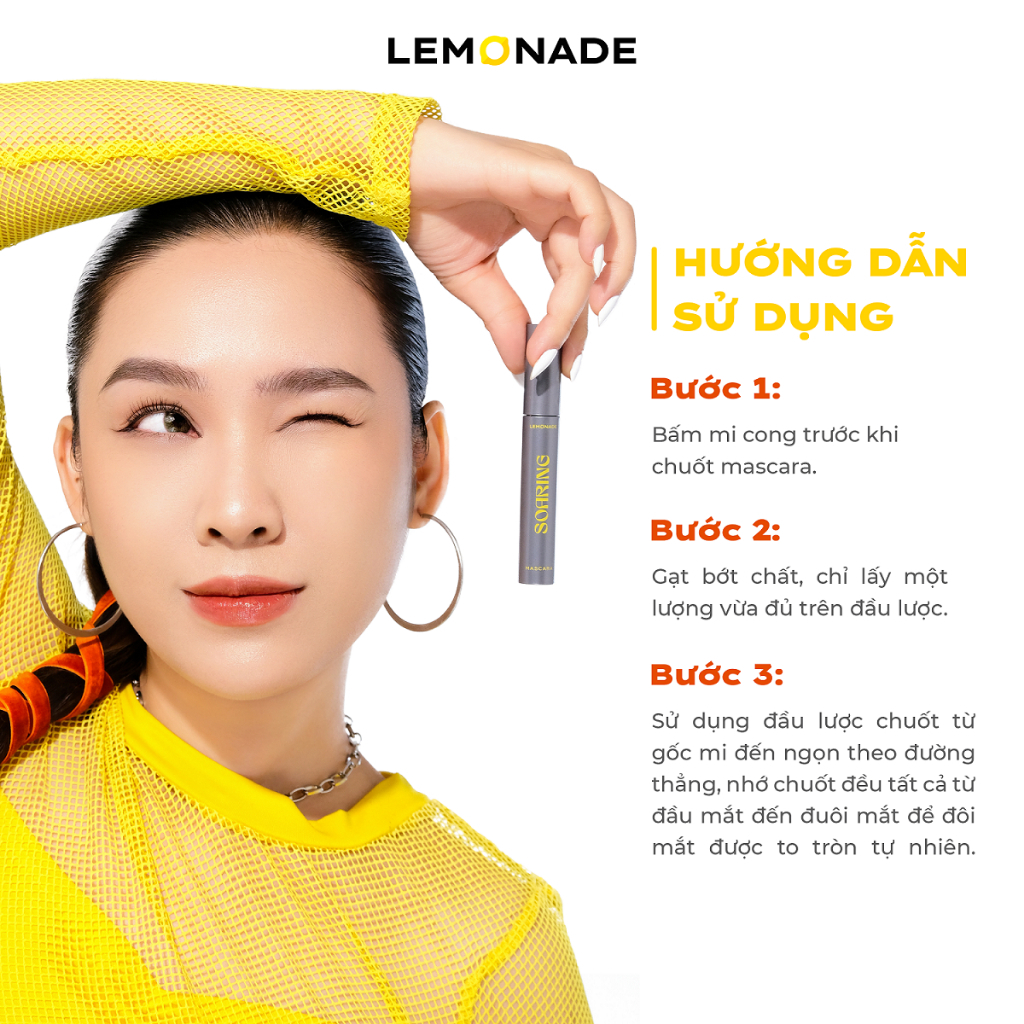 LEMONADE
LEMONADE
SOARING
MASCARA
HƯỚNG DẪN
SỬ DỤNG
Bước 1:
Bấm mi cong trước khi
chuốt mascara.
Bước 2:
Gạt bớt chất, chỉ lấy một
lượng vừa đủ trên đầu lược.
Bước 3:
Sử dụng đầu lược chuốt từ
gốc mi đến ngọn theo đường
thẳng, nhớ chuốt đều tất cả từ
đầu mắt đến đuôi mắt để đôi
mắt được to tròn tự nhiên.